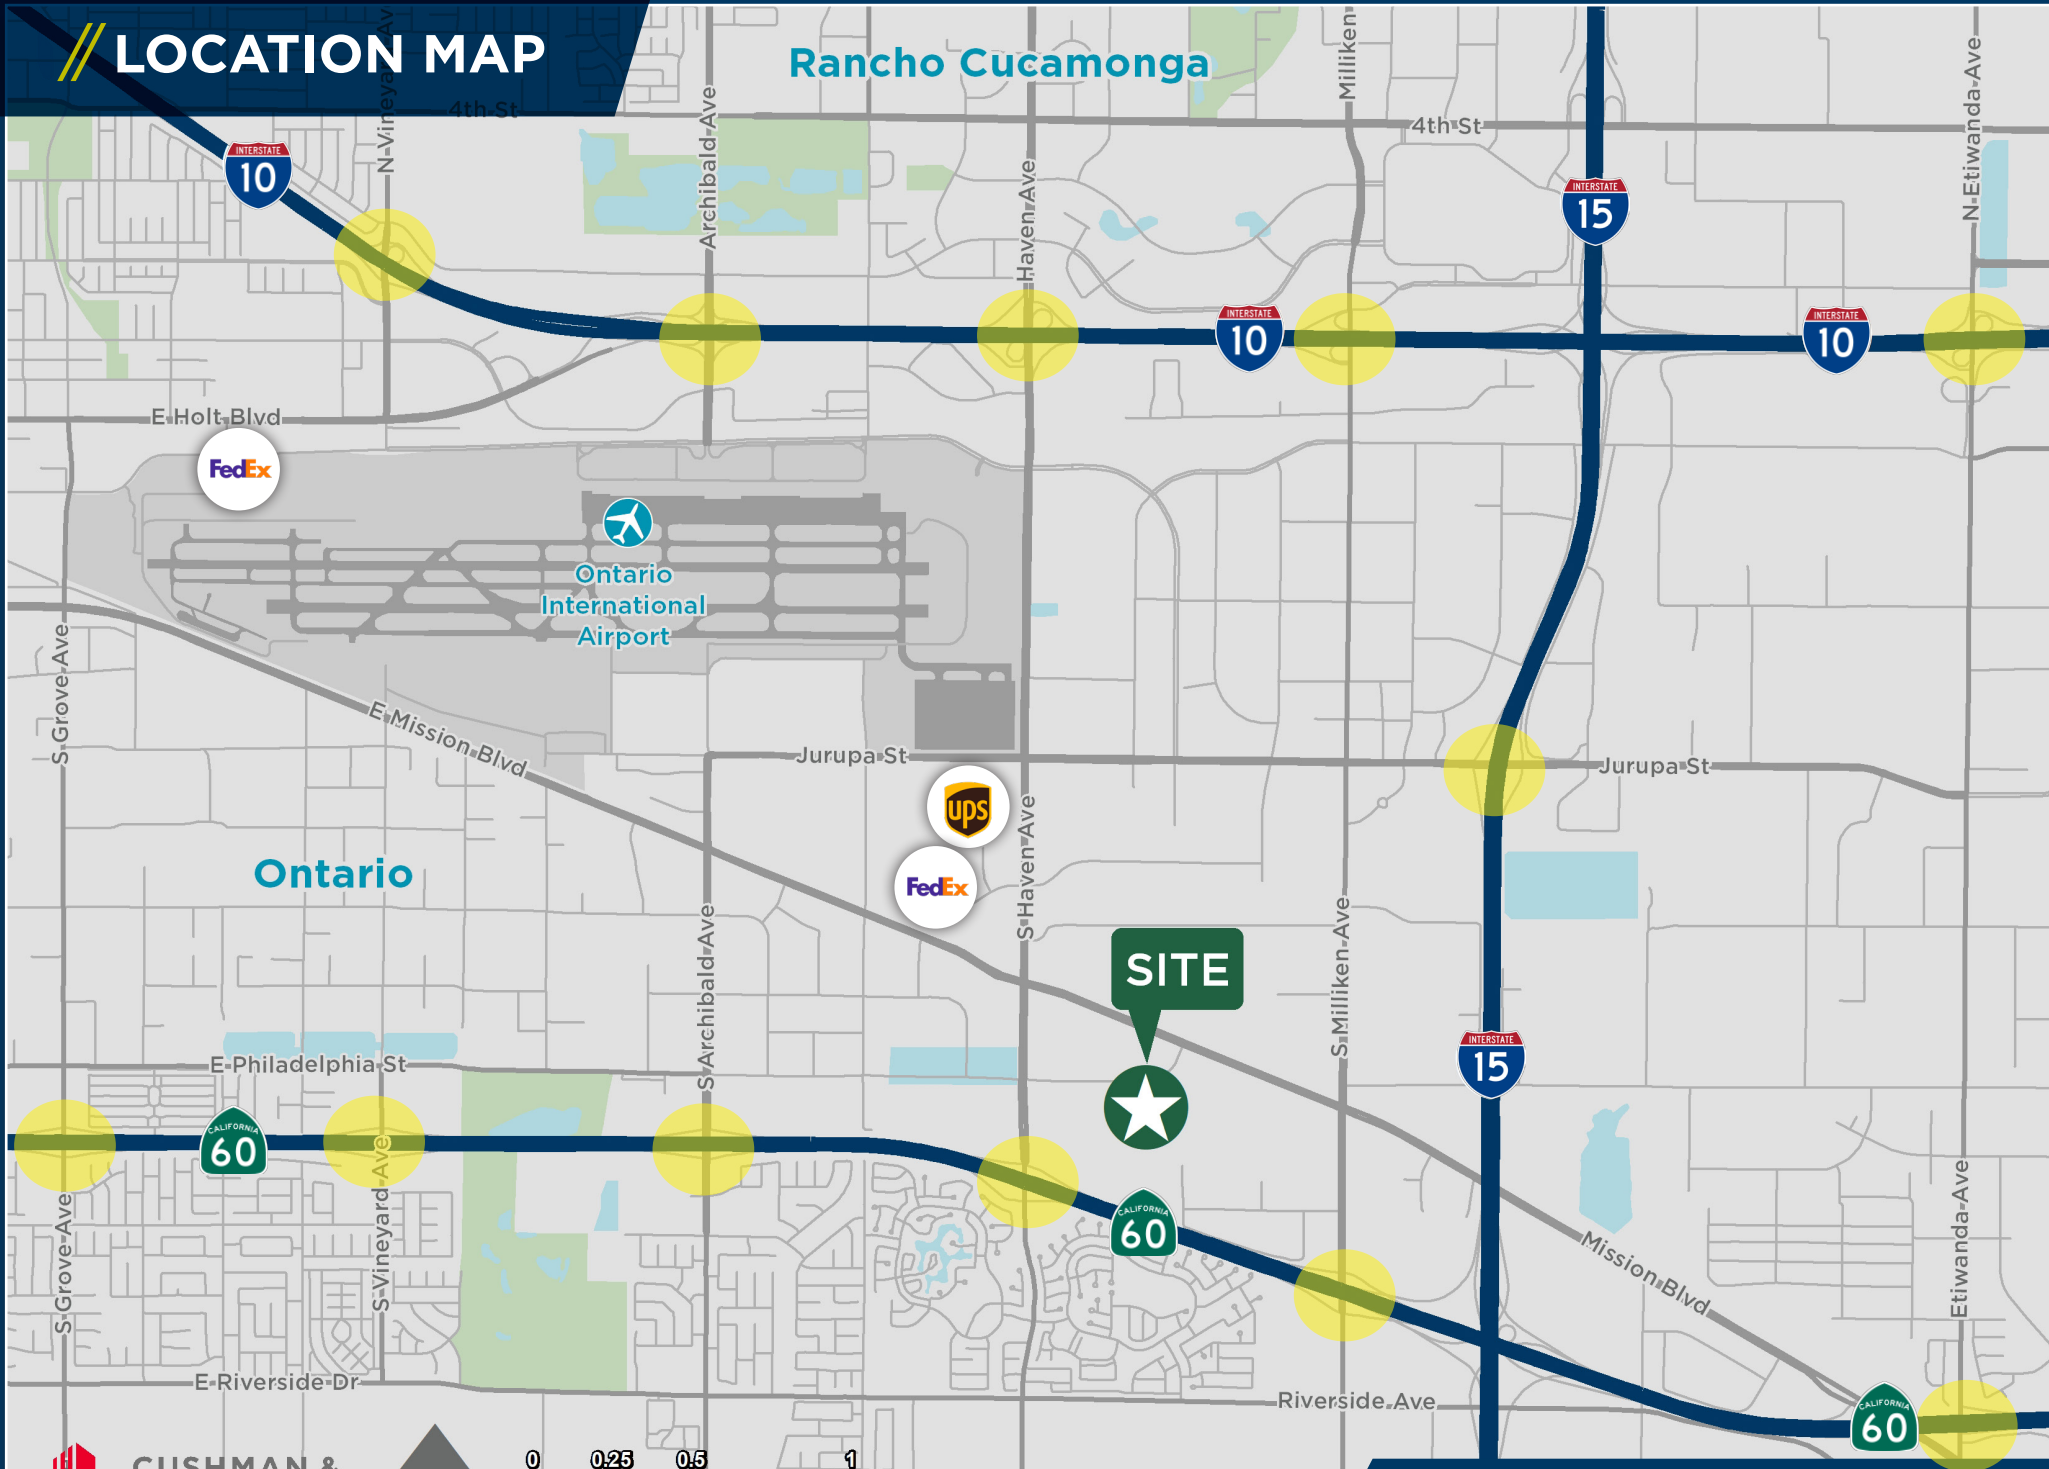 // LOCATION MAP
Rancho Cucamonga
N Vineyard Av
4th St
Archibald Ave
Haven Ave
Milliken
4th St
N Etiwanda Ave
INTERSTATE
10
INTERSTATE
15
INTERSTATE
10
INTERSTATE
10
E Holt Blvd
FedEx
Ontario
International
Airport
S Grove Ave
E Mission Blvd
Jurupa St
Jurupa St
ups
FedEx
S Haven Ave
Ontario
S Archibald Ave
S Milliken Ave
SITE
INTERSTATE
15
E Philadelphia St
CALIFORNIA
60
S Grove Ave
S Vineyard Ave
CALIFORNIA
60
Mission Blvd
Etiwanda Ave
E Riverside Dr
Riverside Ave
CALIFORNIA
60
CUSHMAN &
0 0.25 0.5 1